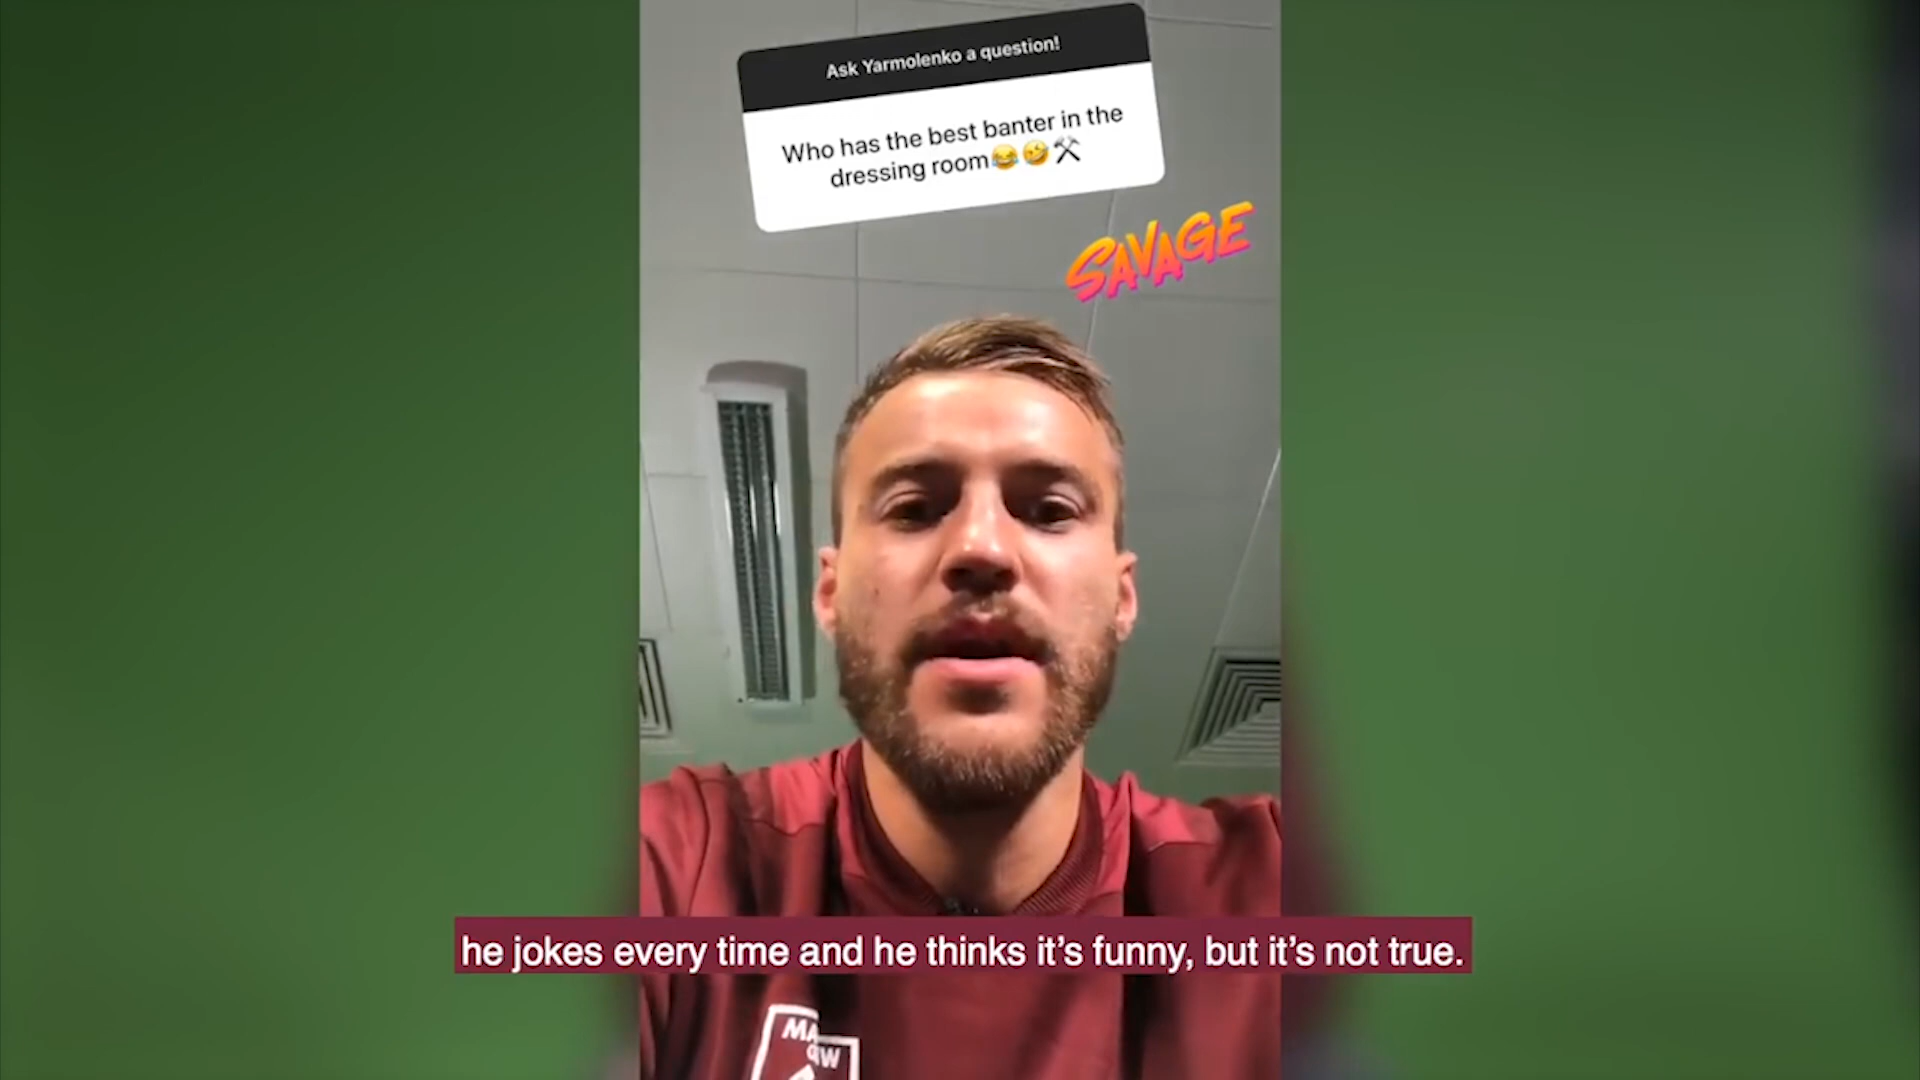 Ask Yarmolenko a question!
Who has the best banter in the
dressing room😂🤣⚒
SAVAGE
he jokes every time and he thinks it's funny, but it's not true.